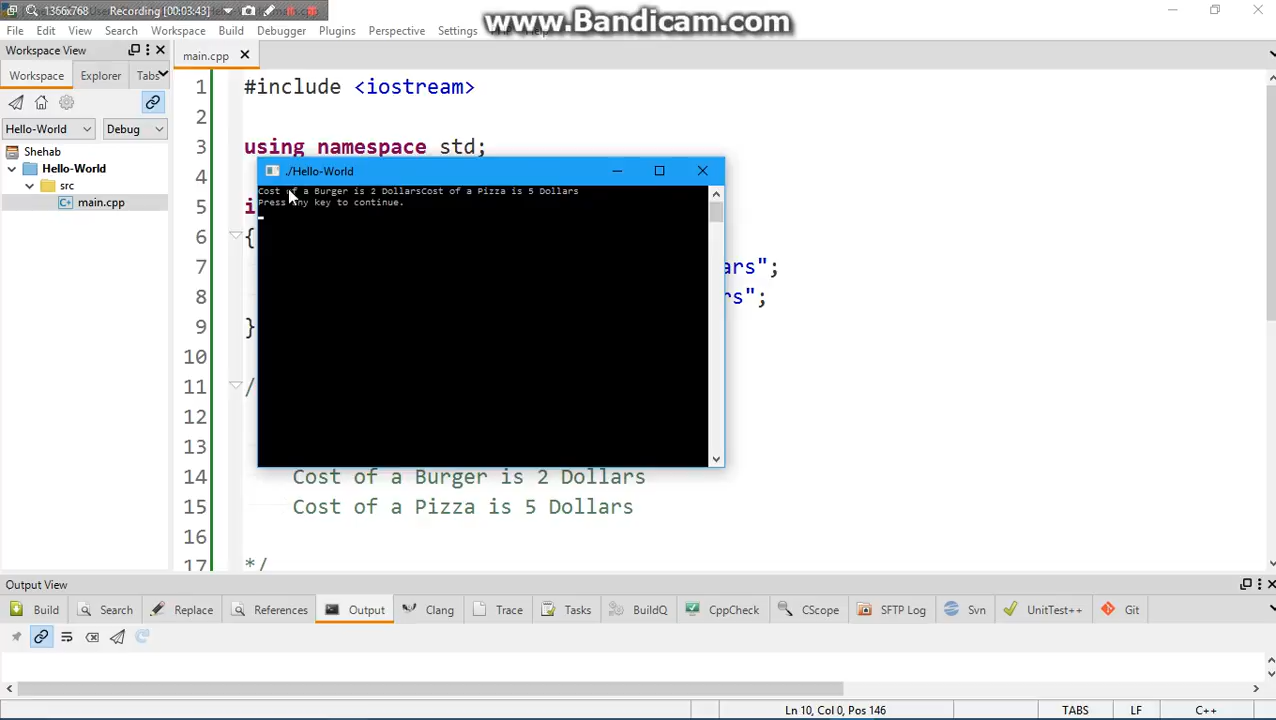 1356x768 Recording [00:03:43]
www.Bandicam.com
File Edit View Search Workspace Build Debugger Plugins Perspective Settings
Workspace View
main.cpp
Workspace Explorer Tabs
Hello-World Debug
Shehab
Hello-World
src
main.cpp
1 #include <iostream>
2
3 using namespace std;
4
5 i
6 {
7 ars";
8 rs";
9 }
10
11 /
12
13
14 Cost of a Burger is 2 Dollars
15 Cost of a Pizza is 5 Dollars
16
17 */
./Hello-World
Cost of a Burger is 2 DollarsCost of a Pizza is 5 Dollars
Press any key to continue.
Output View
Build Search Replace References Output Clang Trace Tasks BuildQ CppCheck CScope SFTP Log Svn UnitTest++ Git
Ln 10, Col 0, Pos 146 TABS LF C++